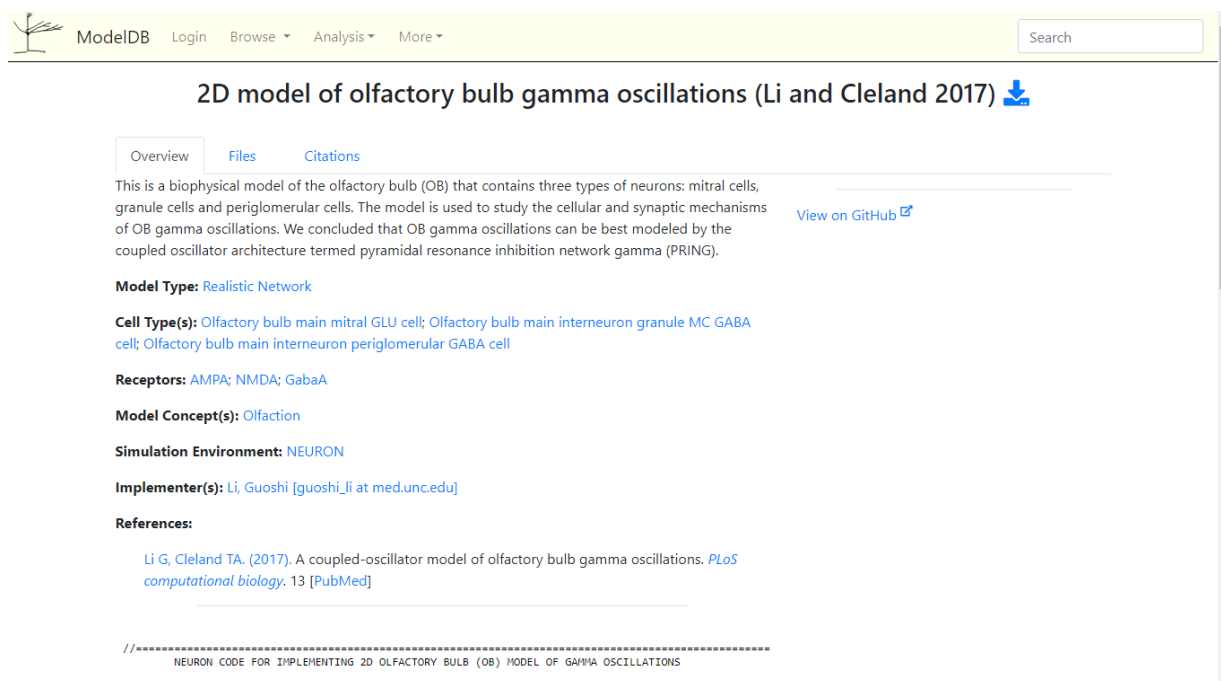 ModelDB Login Browse Analysis More Search
2D model of olfactory bulb gamma oscillations (Li and Cleland 2017)
Overview Files Citations
This is a biophysical model of the olfactory bulb (OB) that contains three types of neurons: mitral cells,
granule cells and periglomerular cells. The model is used to study the cellular and synaptic mechanisms
of OB gamma oscillations. We concluded that OB gamma oscillations can be best modeled by the
coupled oscillator architecture termed pyramidal resonance inhibition network gamma (PRING).
View on GitHub
Model Type: Realistic Network
Cell Type(s): Olfactory bulb main mitral GLU cell; Olfactory bulb main interneuron granule MC GABA
cell; Olfactory bulb main interneuron periglomerular GABA cell
Receptors: AMPA; NMDA; GabaA
Model Concept(s): Olfaction
Simulation Environment: NEURON
Implementer(s): Li, Guoshi [guoshi_li at med.unc.edu]
References:
Li G, Cleland TA. (2017). A coupled-oscillator model of olfactory bulb gamma oscillations. PLoS
computational biology. 13 [PubMed]
//==================================================================================================
NEURON CODE FOR IMPLEMENTING 2D OLFACTORY BULB (OB) MODEL OF GAMMA OSCILLATIONS